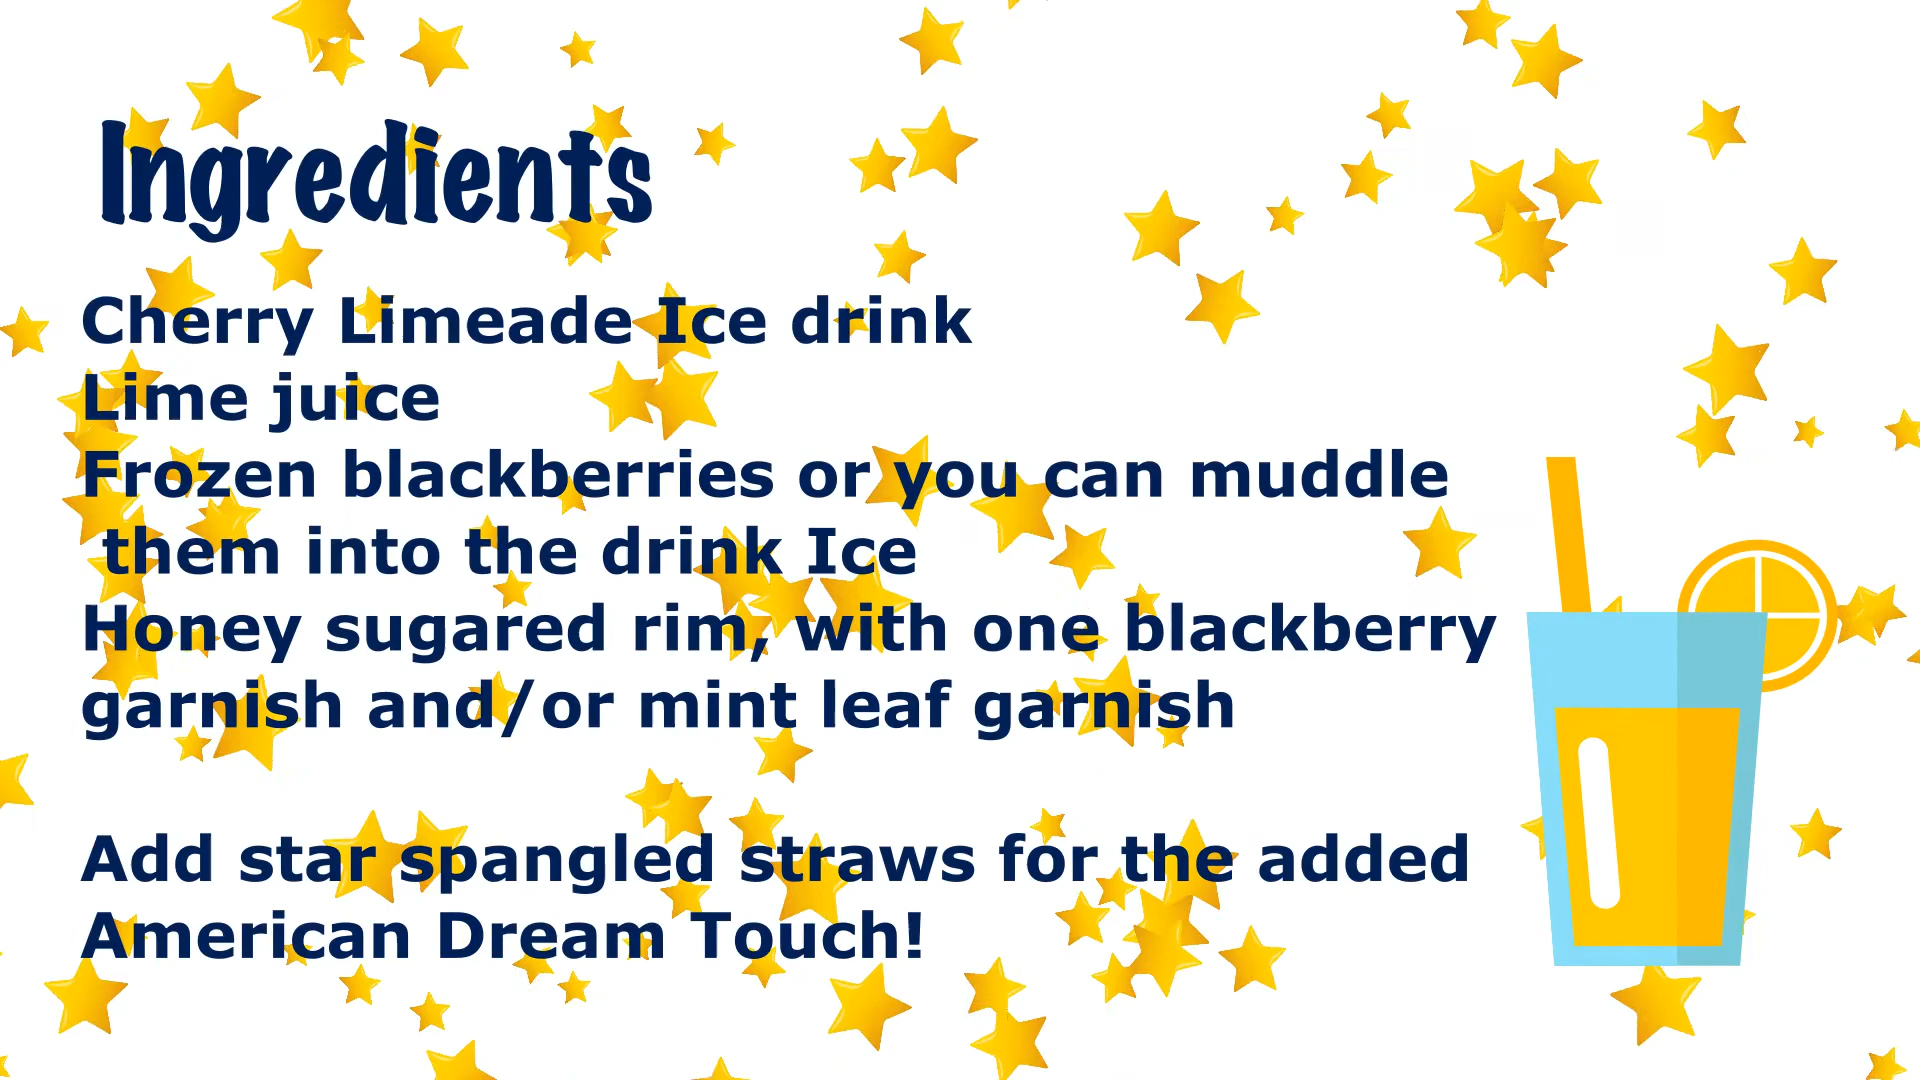 Ingredients
Cherry Limeade Ice drink
Lime juice
Frozen blackberries or you can muddle
them into the drink Ice
Honey sugared rim, with one blackberry
garnish and/or mint leaf garnish
Add star spangled straws for the added
American Dream Touch!